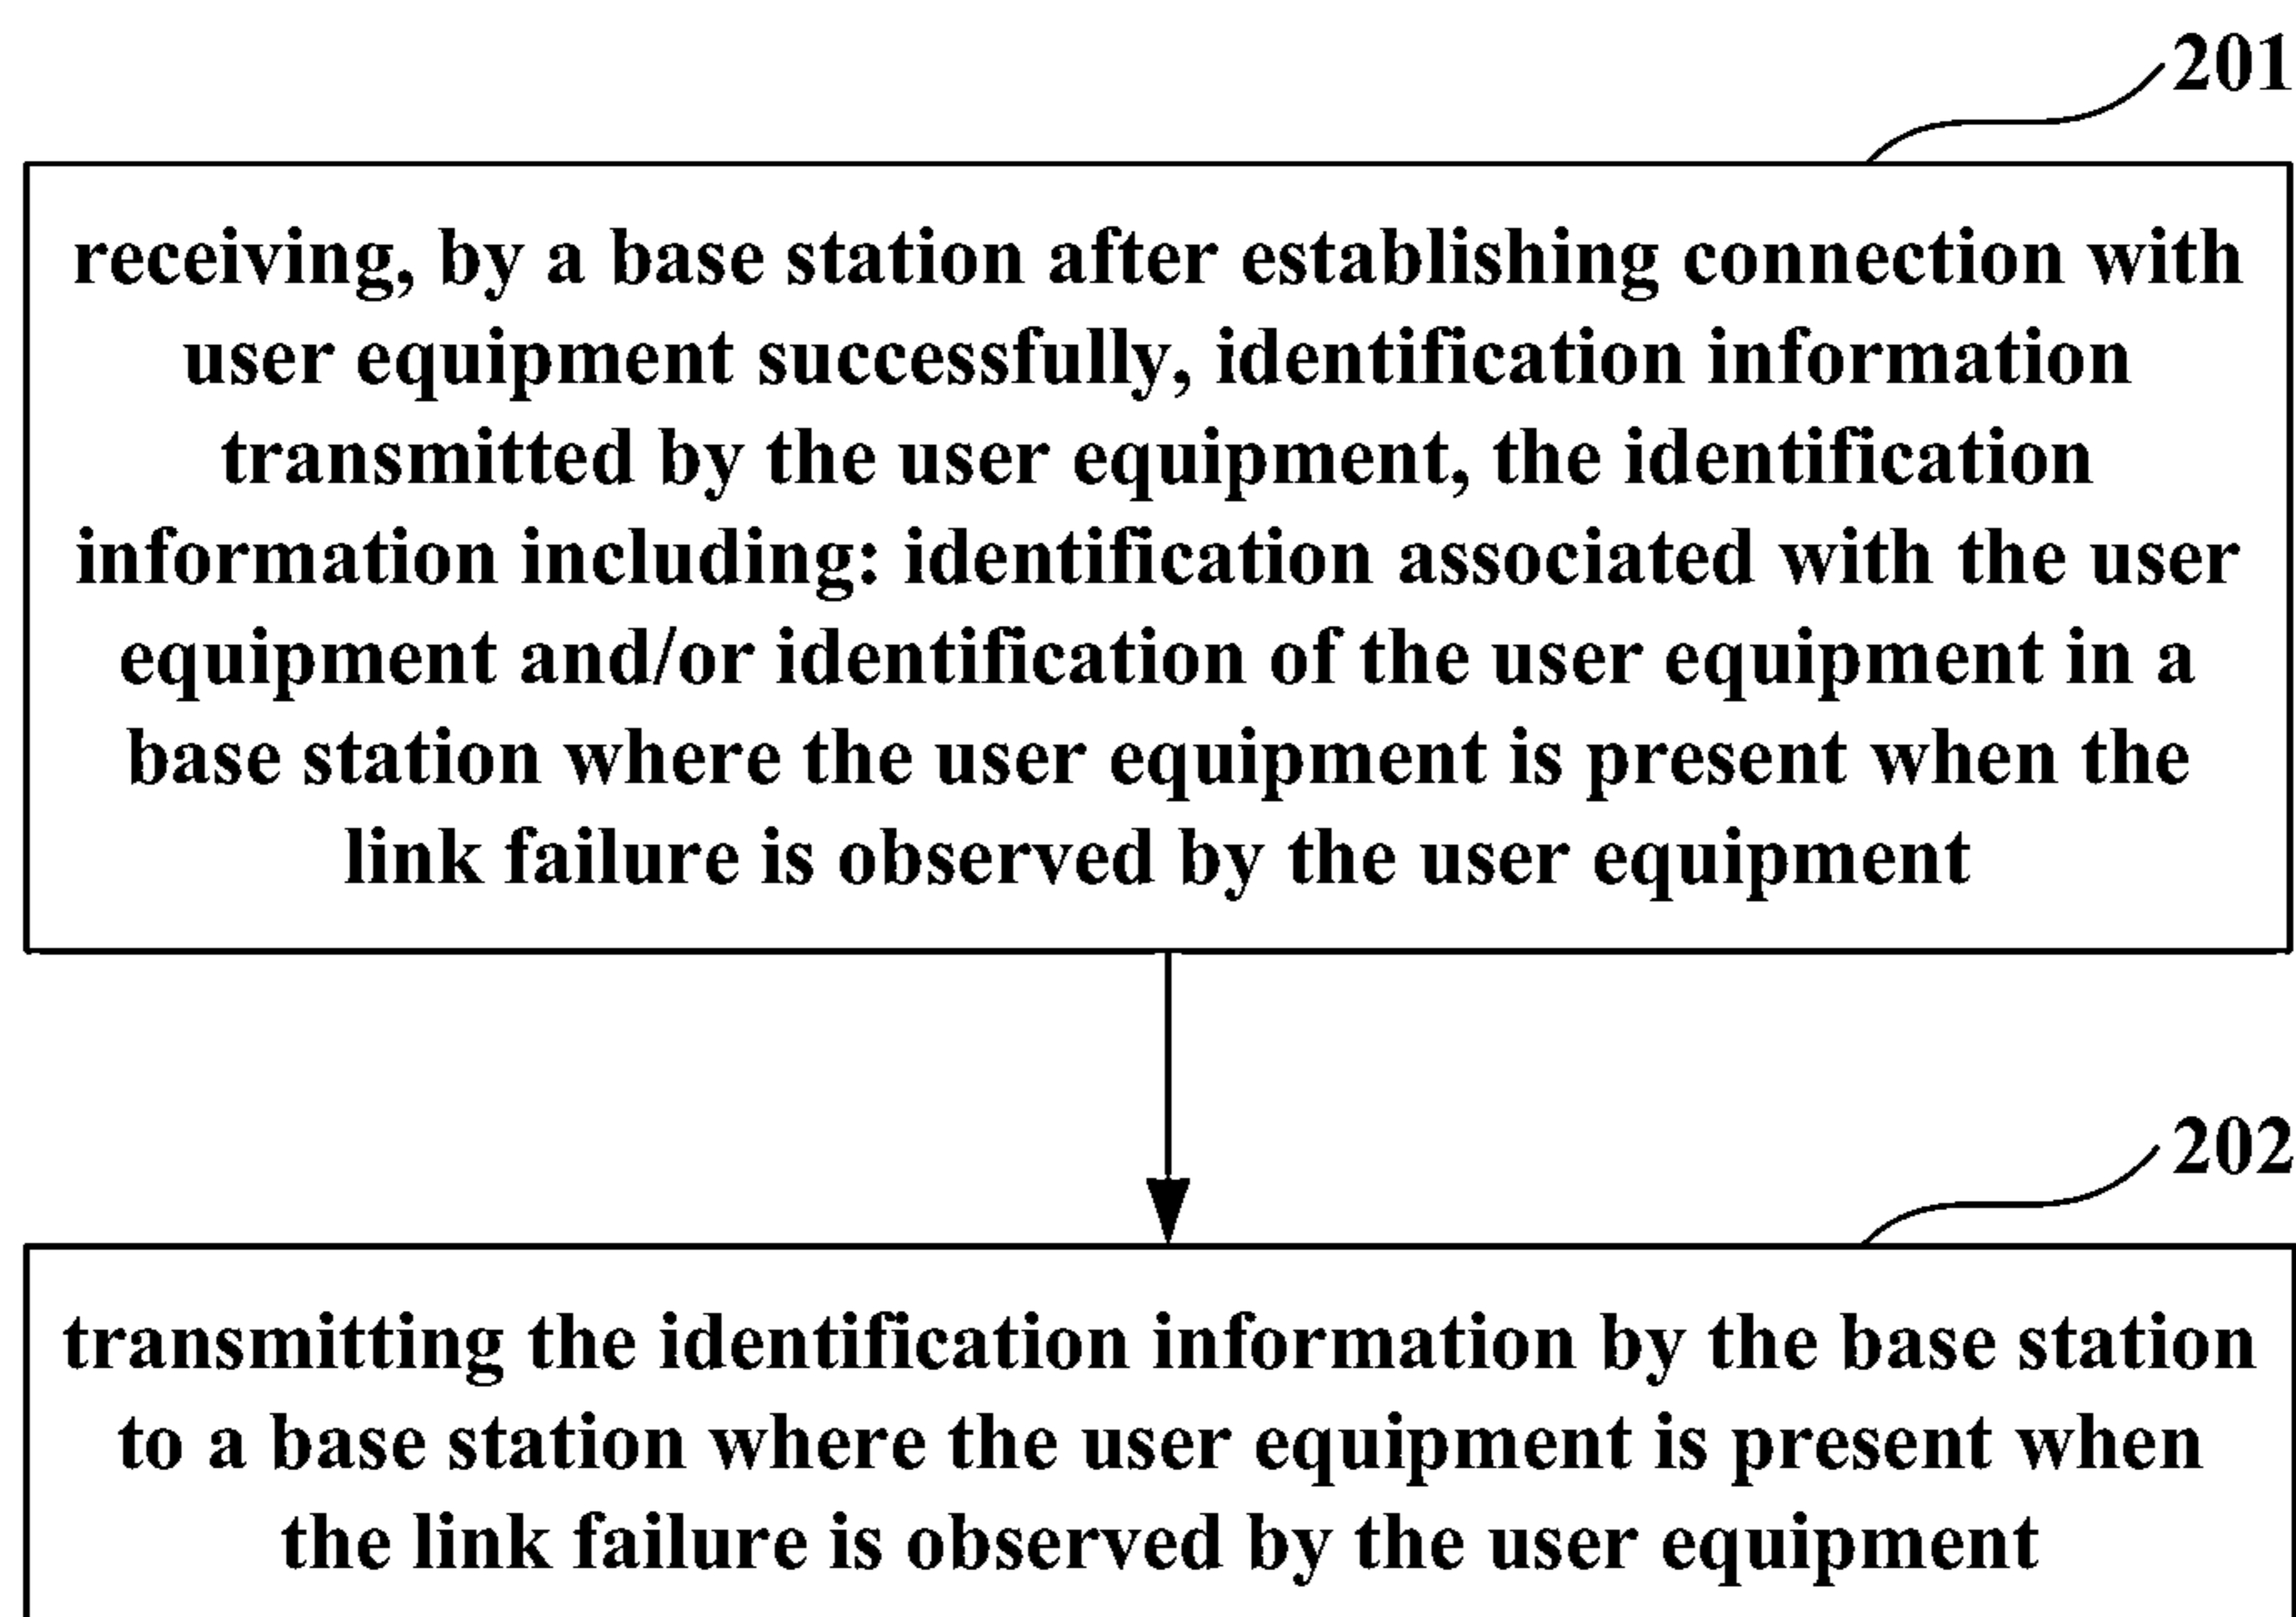 201
receiving, by a base station after establishing connection with
user equipment successfully, identification information
transmitted by the user equipment, the identification
information including: identification associated with the user
equipment and/or identification of the user equipment in a
base station where the user equipment is present when the
link failure is observed by the user equipment
202
transmitting the identification information by the base station
to a base station where the user equipment is present when
the link failure is observed by the user equipment